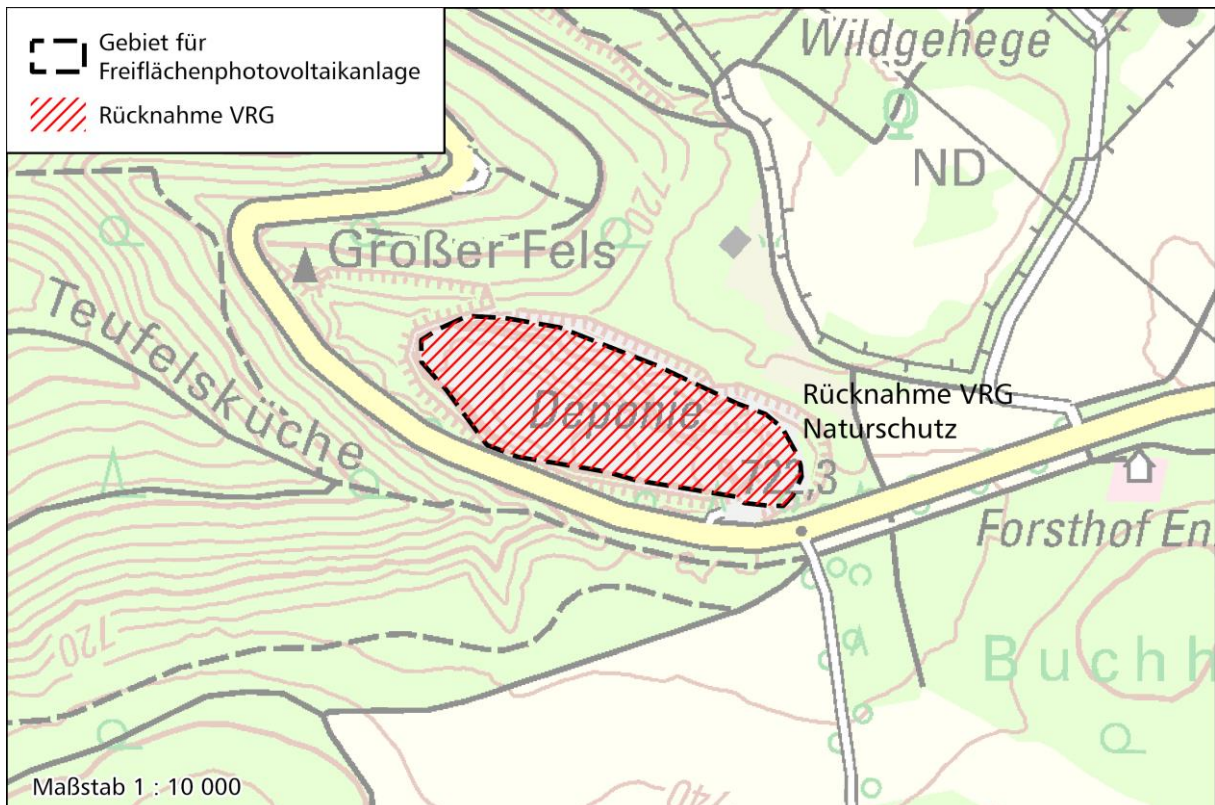 Gebiet für
Freiflächenphotovoltaikanlage
Rücknahme VRG
Wildgehege
ND
720
Großer Fels
Teufelsküche
Deponie
Rücknahme VRG
Naturschutz
722,3
Forsthof En
720
Buchh
740
Maßstab 1 : 10 000